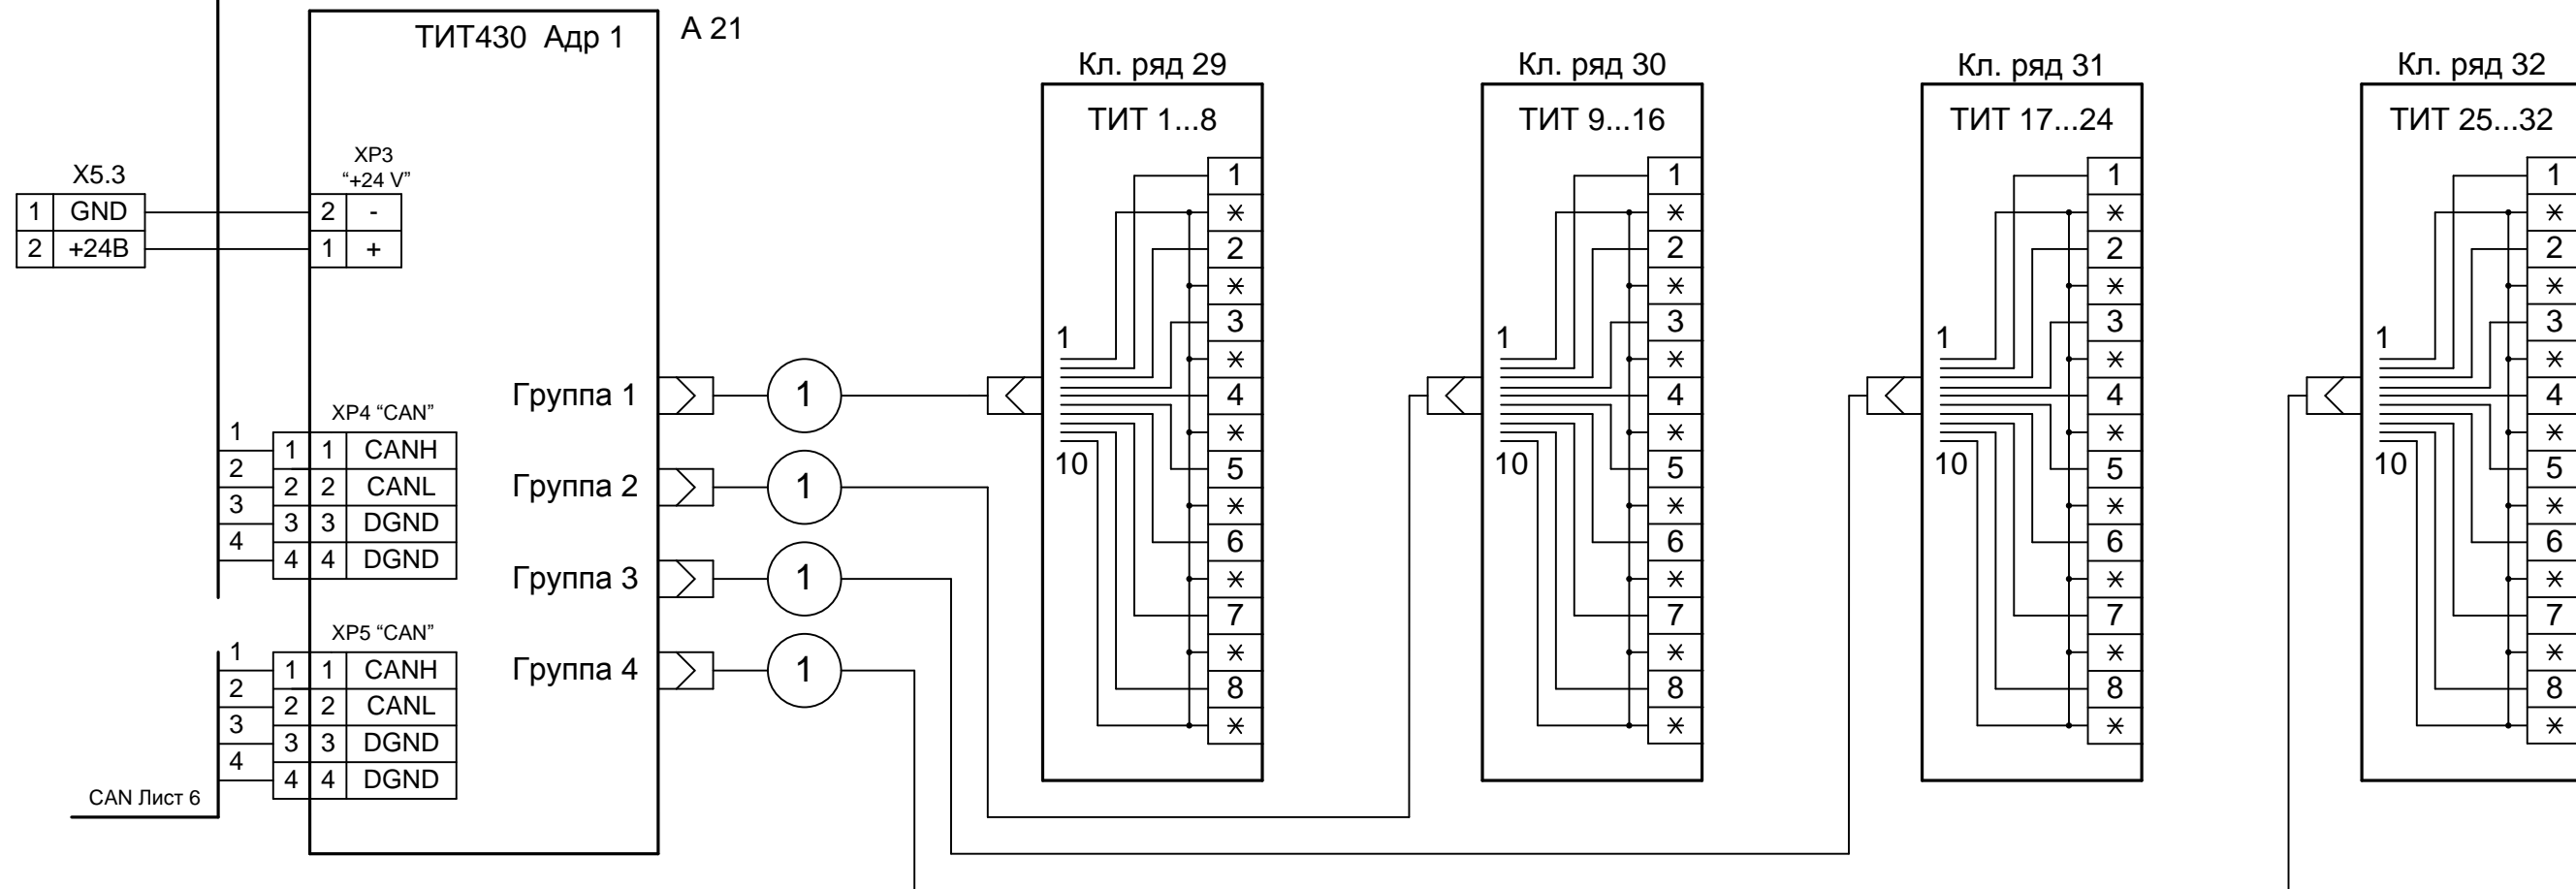 ТИТ430 Адр 1
А 21
X5.3
1 GND
2 +24В
XP3
“+24 V”
2 -
1 +
XP4 “CAN”
1 1 1 CANH
2 2 2 CANL
3 3 3 DGND
4 4 4 DGND
XP5 “CAN”
1 1 1 CANH
2 2 2 CANL
3 3 3 DGND
4 4 4 DGND
CAN Лист 6
Группа 1 1
Группа 2 1
Группа 3 1
Группа 4 1
Кл. ряд 29
ТИТ 1...8
1
10
1
*
2
*
3
*
4
*
5
*
6
*
7
*
8
*
Кл. ряд 30
ТИТ 9...16
1
10
1
*
2
*
3
*
4
*
5
*
6
*
7
*
8
*
Кл. ряд 31
ТИТ 17...24
1
10
1
*
2
*
3
*
4
*
5
*
6
*
7
*
8
*
Кл. ряд 32
ТИТ 25...32
1
10
1
*
2
*
3
*
4
*
5
*
6
*
7
*
8
*